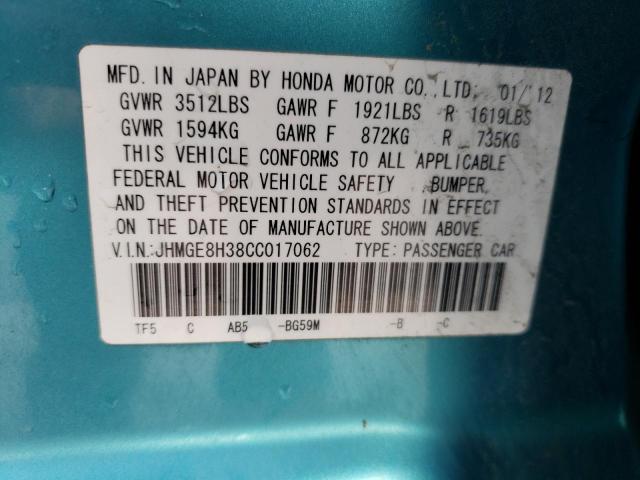 MFD. IN JAPAN BY HONDA MOTOR CO., LTD. 01/12
GVWR 3512LBS GAWR F 1921LBS R 1619LBS
GVWR 1594KG GAWR F 872KG R 735KG
THIS VEHICLE CONFORMS TO ALL APPLICABLE
FEDERAL MOTOR VEHICLE SAFETY , BUMPER,
AND THEFT PREVENTION STANDARDS IN EFFECT
ON THE DATE OF MANUFACTURE SHOWN ABOVE.
V.I.N.:JHMGE8H38CC017062 TYPE: PASSENGER CAR
TF5 C AB5 -BG59M -B -C